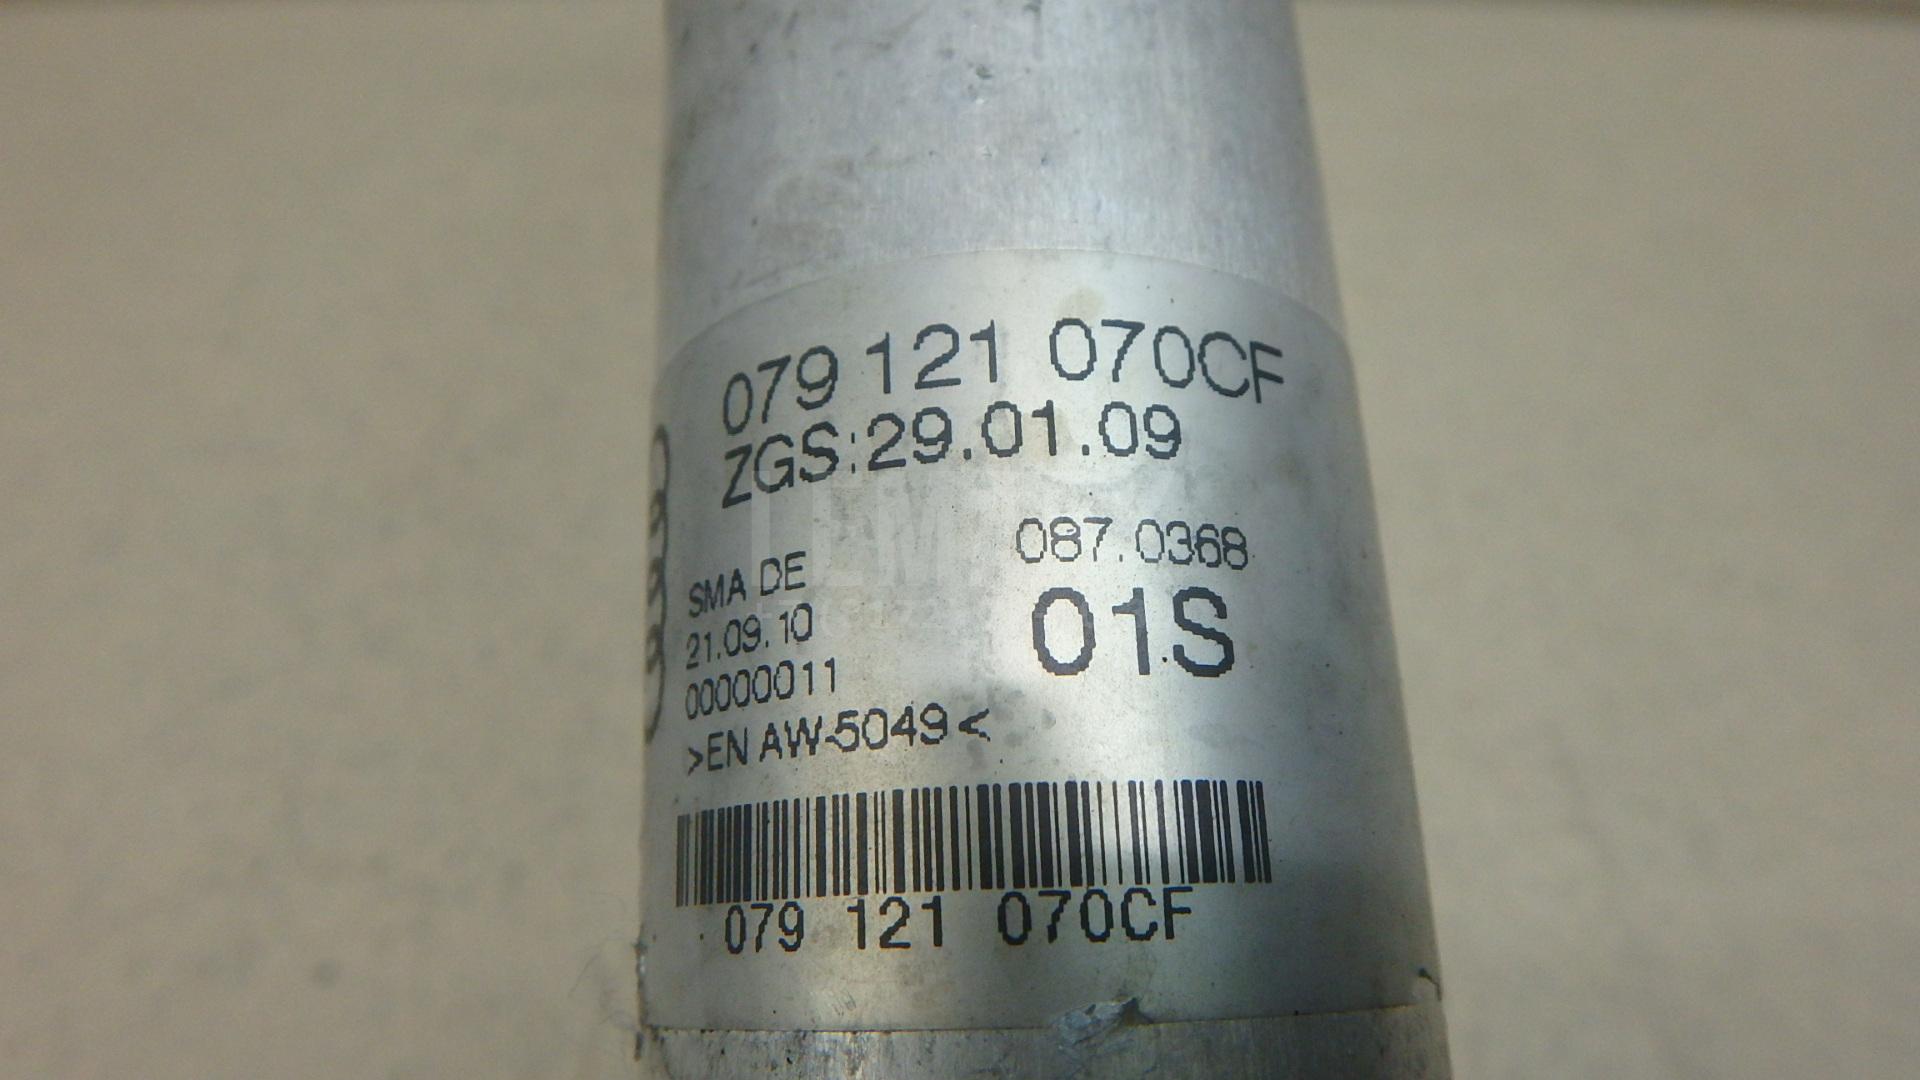 079 121 070CF
ZGS:29.01.09
087.0368
SMA DE
01S
21.09.10
00000011
>EN AW-5049<
079 121 070CF